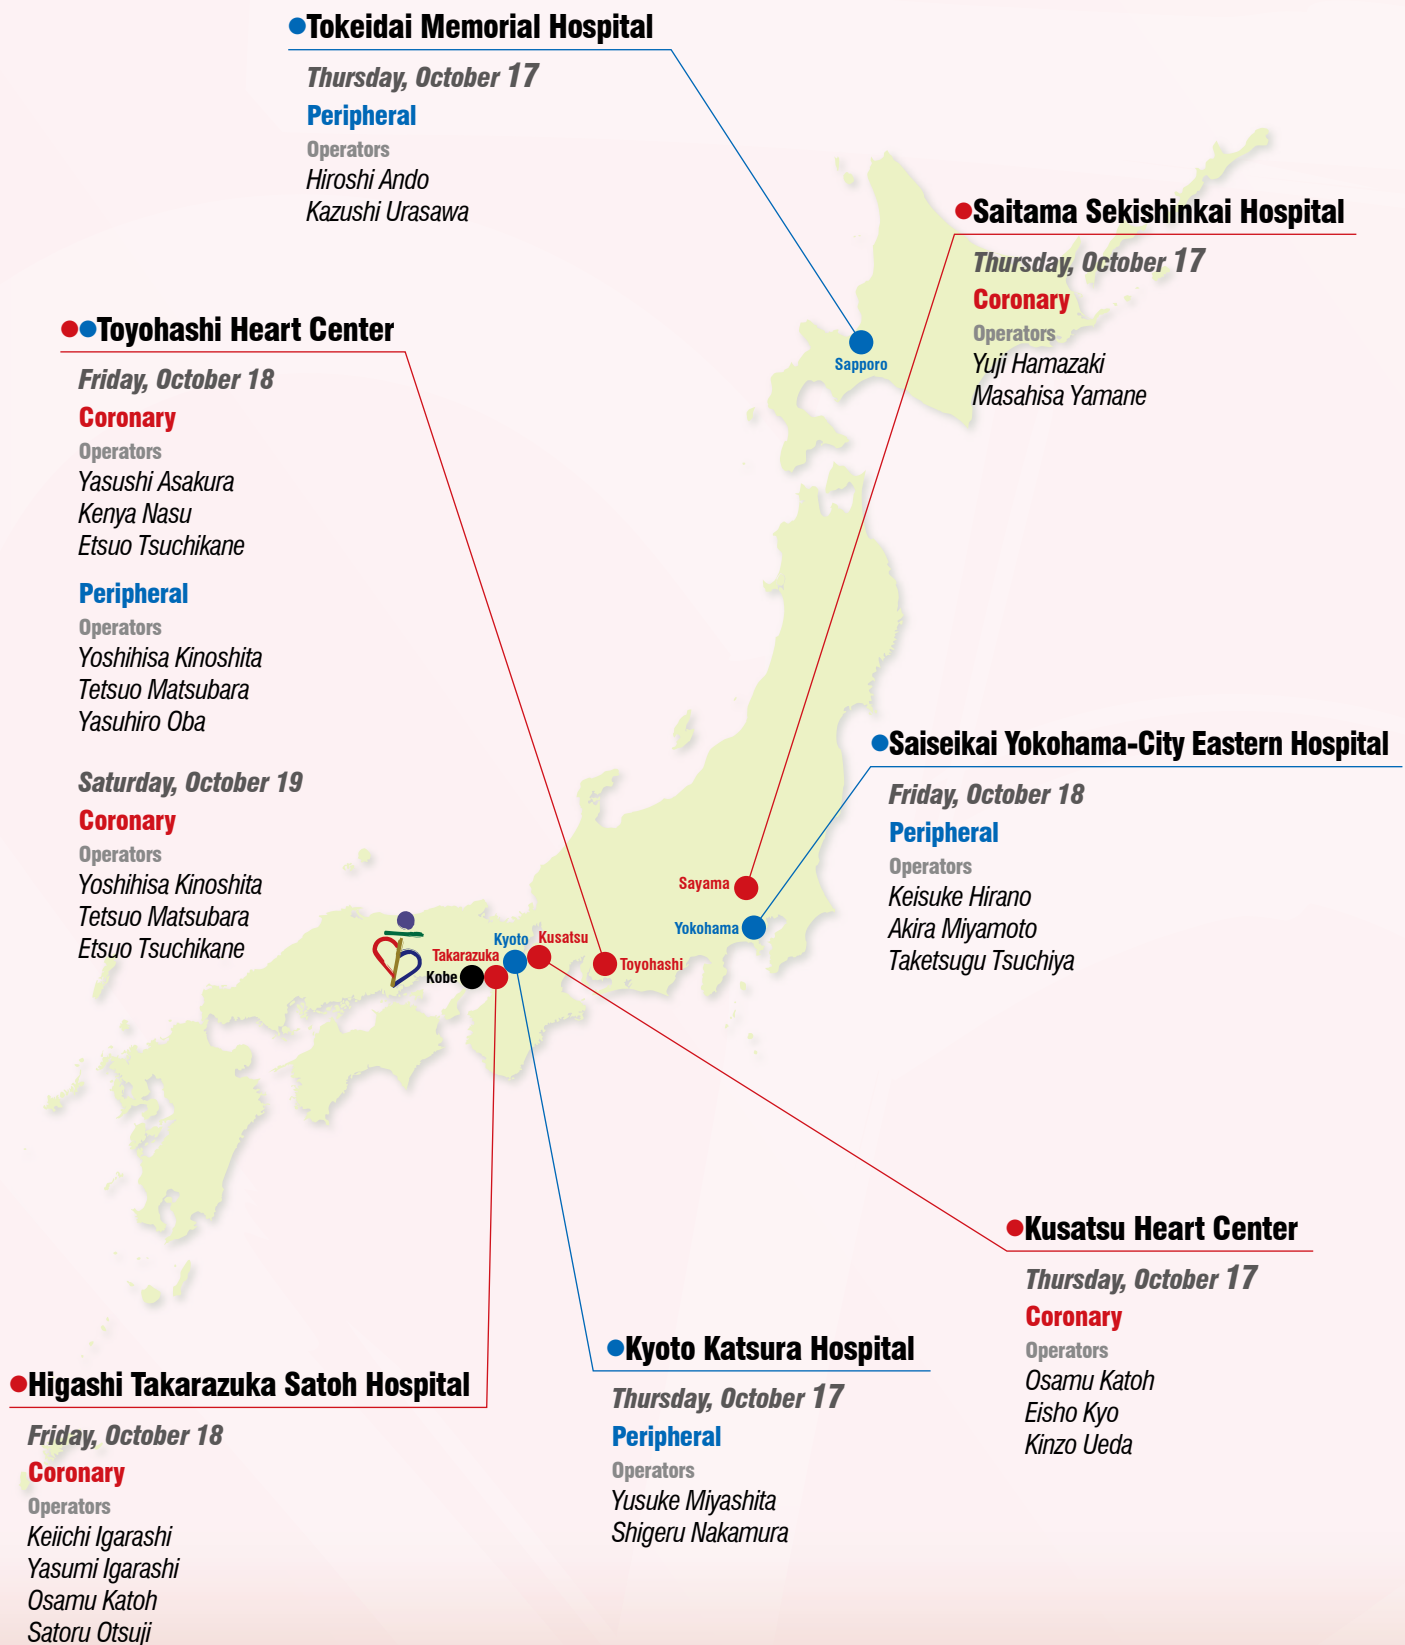 Tokeidai Memorial Hospital
Thursday, October 17
Peripheral
Operators
Hiroshi Ando
Kazushi Urasawa
Saitama Sekishinkai Hospital
Thursday, October 17
Coronary
Operators
Yuji Hamazaki
Masahisa Yamane
Toyohashi Heart Center
Friday, October 18
Coronary
Operators
Yasushi Asakura
Kenya Nasu
Etsuo Tsuchikane
Peripheral
Operators
Yoshihisa Kinoshita
Tetsuo Matsubara
Yasuhiro Oba
Saturday, October 19
Coronary
Operators
Yoshihisa Kinoshita
Tetsuo Matsubara
Etsuo Tsuchikane
Sapporo
Saiseikai Yokohama-City Eastern Hospital
Friday, October 18
Peripheral
Operators
Keisuke Hirano
Akira Miyamoto
Taketsugu Tsuchiya
Sayama
Yokohama
Kyoto
Kusatsu
Takarazuka
Toyohashi
Kobe
Kusatsu Heart Center
Thursday, October 17
Coronary
Operators
Osamu Katoh
Eisho Kyo
Kinzo Ueda
Kyoto Katsura Hospital
Thursday, October 17
Peripheral
Operators
Yusuke Miyashita
Shigeru Nakamura
Higashi Takarazuka Satoh Hospital
Friday, October 18
Coronary
Operators
Keiichi Igarashi
Yasumi Igarashi
Osamu Katoh
Satoru Otsuji